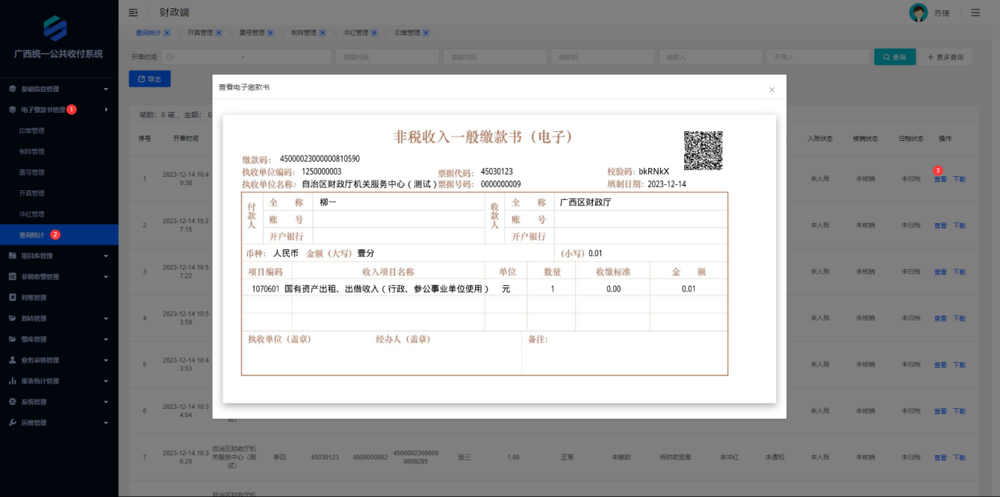 广西统一公共收付系统
基础信息管理
电子缴款书管理 1
印章管理
制样管理
票号管理
开具管理
冲红管理
查询统计 2
项目库管理
非税收缴管理
对账管理
划转管理
缴库管理
业务审核管理
报表统计管理
系统管理
运维管理
财政端
苏捷
查询统计 × 开具管理 × 票号管理 × 制样管理 × 冲红管理 × 印章管理 ×
开单时间: - 票据代码 票据号码 缴款码 缴款人 开单人 查询 + 更多查询
导出
笔数: 8 笔 , 金额: 6
序号 开单时间 入账状态 核销状态 归档状态 操作
查看电子缴款书 ×
非税收入一般缴款书（电子）
缴款码: 45000023000000810590
执收单位编码: 1250000003 票据代码: 45030123 校验码: bkRNkX
执收单位名称: 自治区财政厅机关服务中心 ( 测试 ) 票据号码: 0000000009 填制日期: 2023-12-14
付款人 全 称 柳一 收款人 全 称 广西区财政厅
账 号 账 号
开户银行 开户银行
币种: 人民币 金额（大写）壹分 （小写）0.01
项目编码 收入项目名称 单位 数量 收缴标准 金 额
1070601 国有资产出租、出借收入 ( 行政、参公事业单位使用 ) 元 1 0.00 0.01
执收单位（盖章） 经办人（盖章） 备注:
1 2023-12-14 10:4 0:38 未入账 未核销 未归档 3 查看 下载
2 2023-12-14 15:2 7:15 未入账 未核销 未归档 查看 下载
3 2023-12-14 10:5 7:22 未入账 未核销 未归档 查看 下载
4 2023-12-14 10:5 3:59 未入账 未核销 未归档 查看 下载
5 2023-12-14 10:4 3:53 未入账 未核销 未归档 查看 下载
6 2023-12-14 10:3 4:04 试） 未入账 未核销 未归档 查看 下载
7 2023-12-14 10:3 6:20 自治区财政厅机关服务中心（测试） 李四 45030123 0000000002 4500002300000 0809295 张三 1.00 正常 未缴款 待财政签章 未冲红 未通知 未入账 未核销 未归档 查看 下载
自治区财政厅机